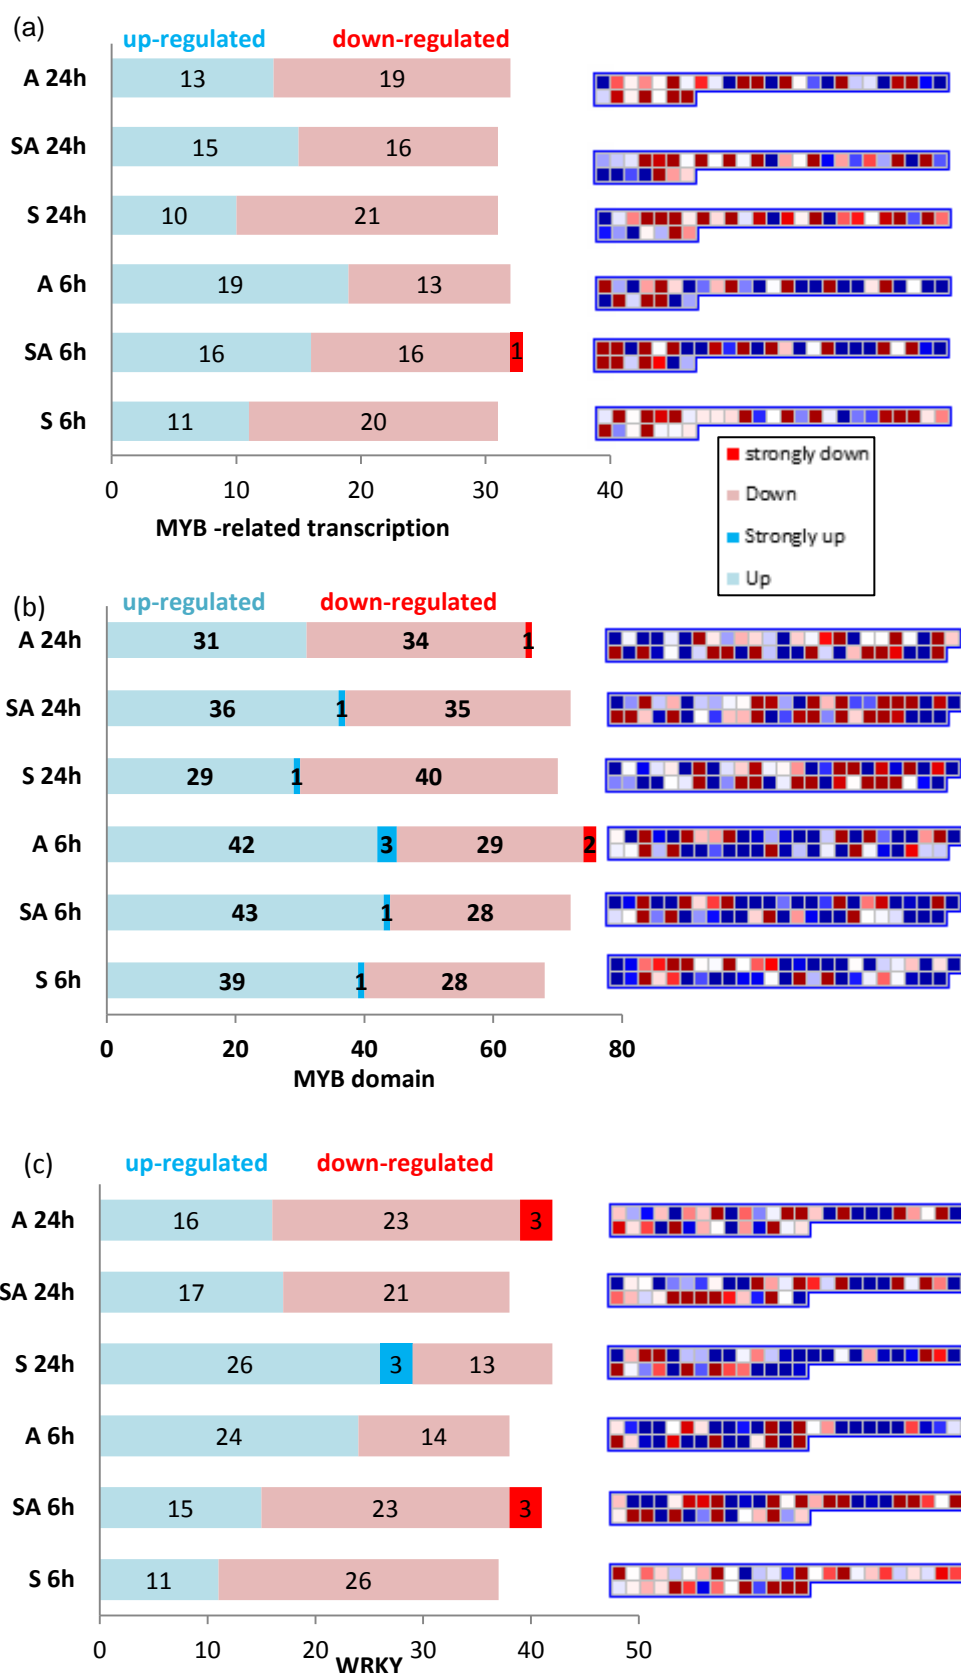 (a)
up-regulated down-regulated
A 24h 13 19
SA 24h 15 16
S 24h 10 21
A 6h 19 13
SA 6h 16 16 1
S 6h 11 20
0 10 20 30 40
MYB -related transcription
strongly down
Down
Strongly up
Up
(b)
up-regulated down-regulated
A 24h 31 34 1
SA 24h 36 1 35
S 24h 29 1 40
A 6h 42 3 29 2
SA 6h 43 1 28
S 6h 39 1 28
0 20 40 60 80
MYB domain
(c)
up-regulated down-regulated
A 24h 16 23 3
SA 24h 17 21
S 24h 26 3 13
A 6h 24 14
SA 6h 15 23 3
S 6h 11 26
0 10 20 30 40 50
WRKY